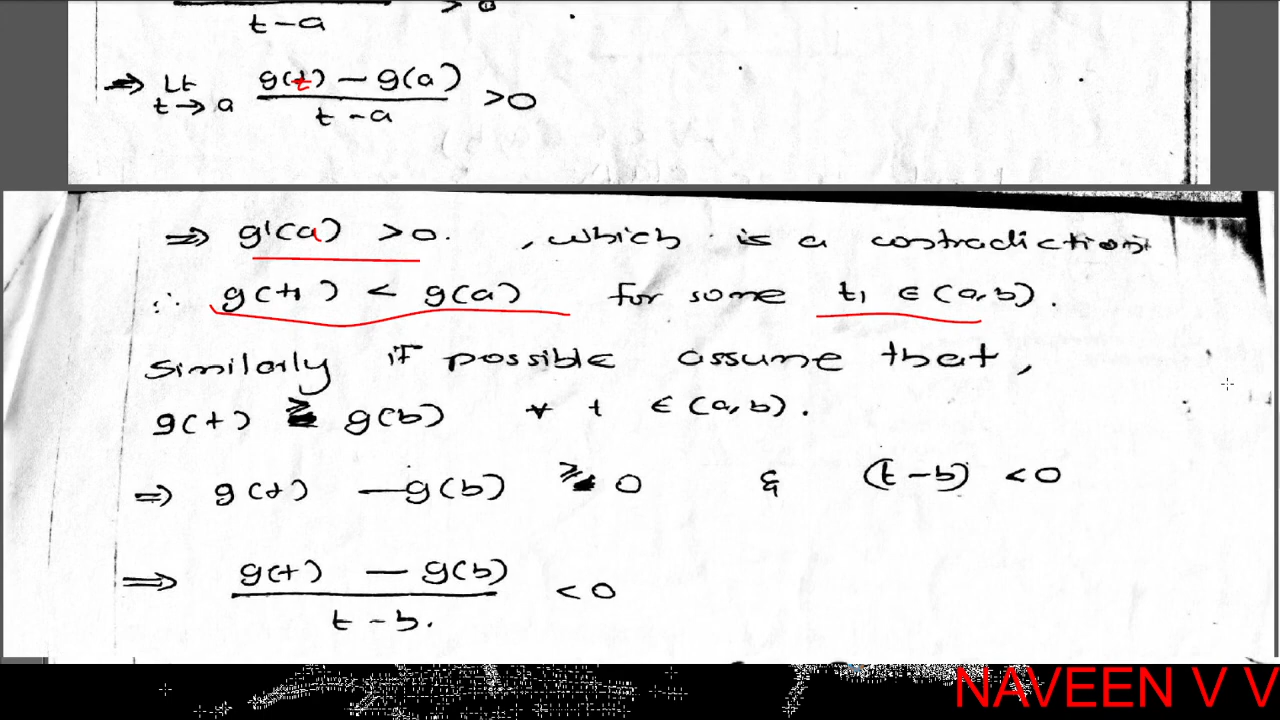 t - a > 0
⇒ Lt t → a g(t) - g(a) / t - a > 0
⇒ g'(a) > 0. , which is a contradiction
∴ g(t₁) < g(a) for some t₁ ∈ (a, b).
Similarly if possible assume that,
g(t) ≥ g(b) ∀ t ∈ (a, b).
⇒ g(t) - g(b) ≥ 0 & (t - b) < 0
⇒ g(t) - g(b) / t - b. < 0
NAVEEN V V